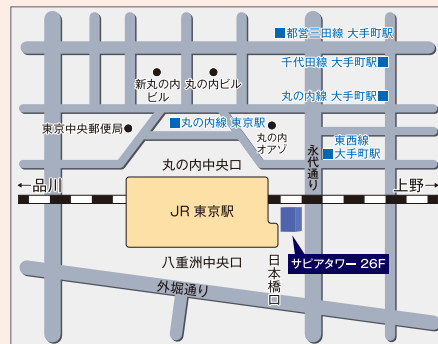 都営三田線 大手町駅
千代田線 大手町駅
新丸の内
ビル
丸の内ビル
丸の内線 大手町駅
東京中央郵便局
丸の内線 東京駅
丸の内
オアゾ
東西線
大手町駅
永代通り
丸の内中央口
←品川
上野→
JR 東京駅
八重洲中央口
日本橋口
サピアタワー 26F
外堀通り